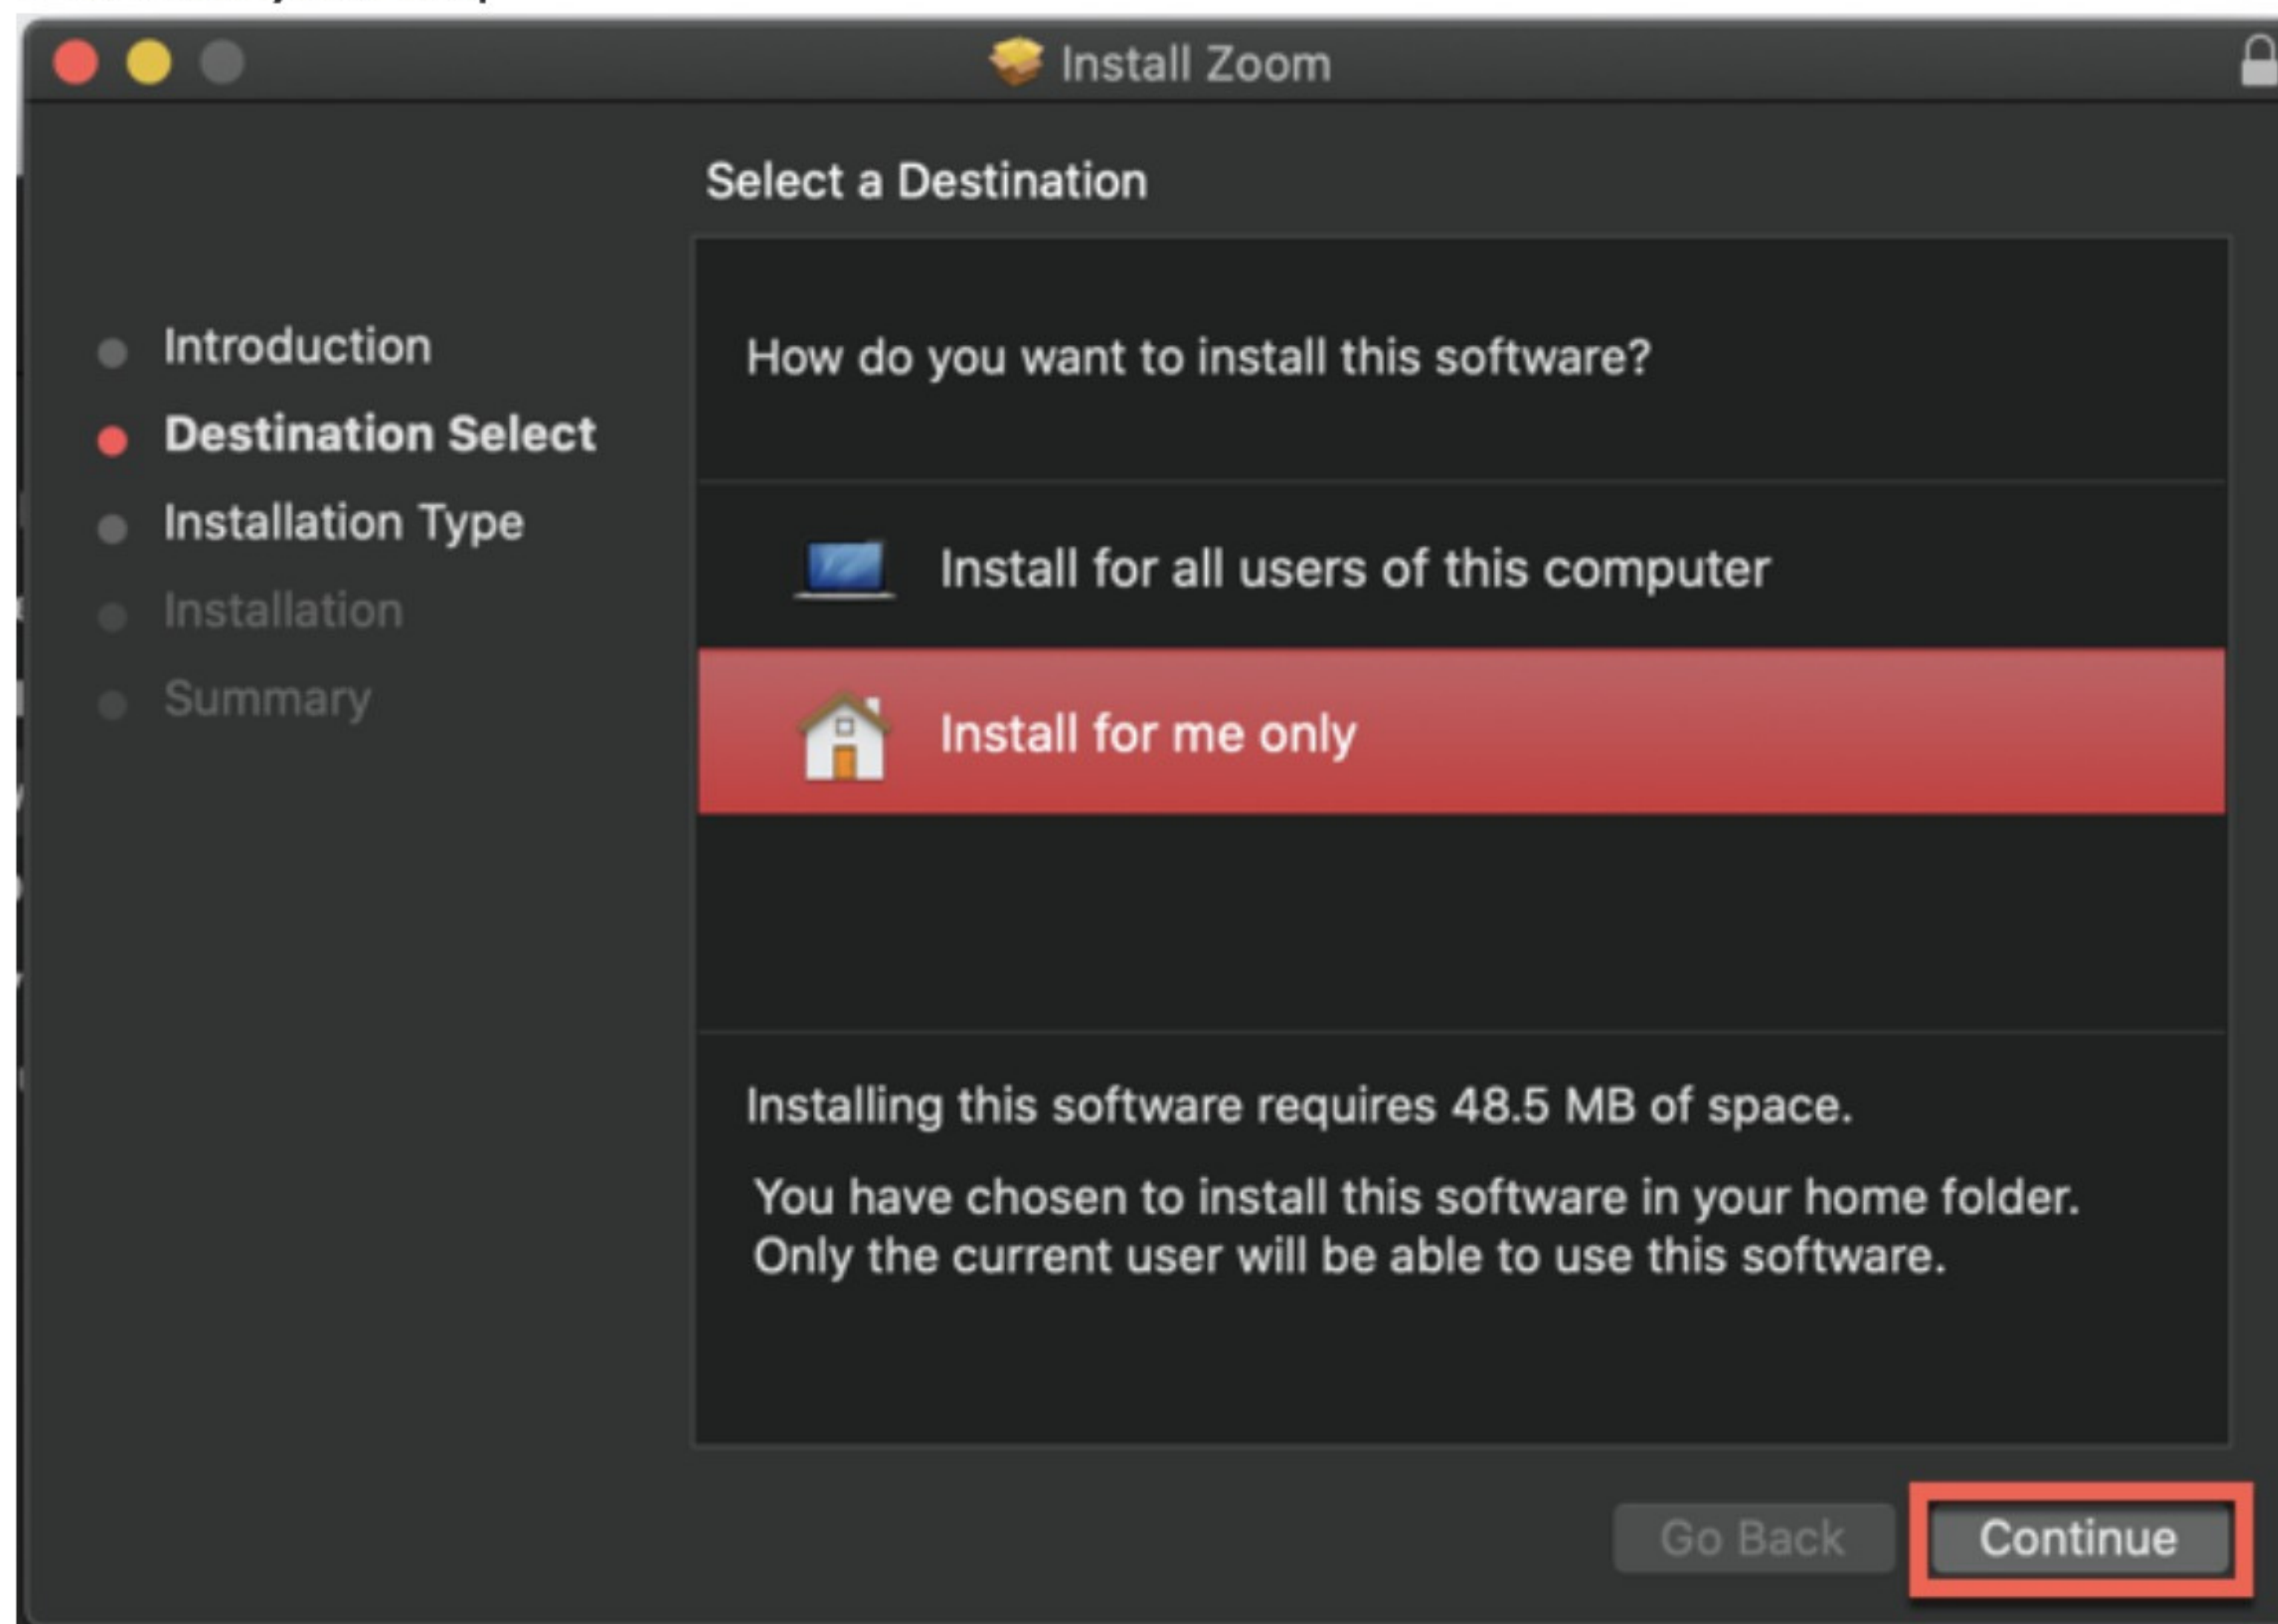 Install Zoom
Select a Destination
Introduction
Destination Select
Installation Type
Installation
Summary
How do you want to install this software?
Install for all users of this computer
Install for me only
Installing this software requires 48.5 MB of space.
You have chosen to install this software in your home folder.
Only the current user will be able to use this software.
Go Back
Continue